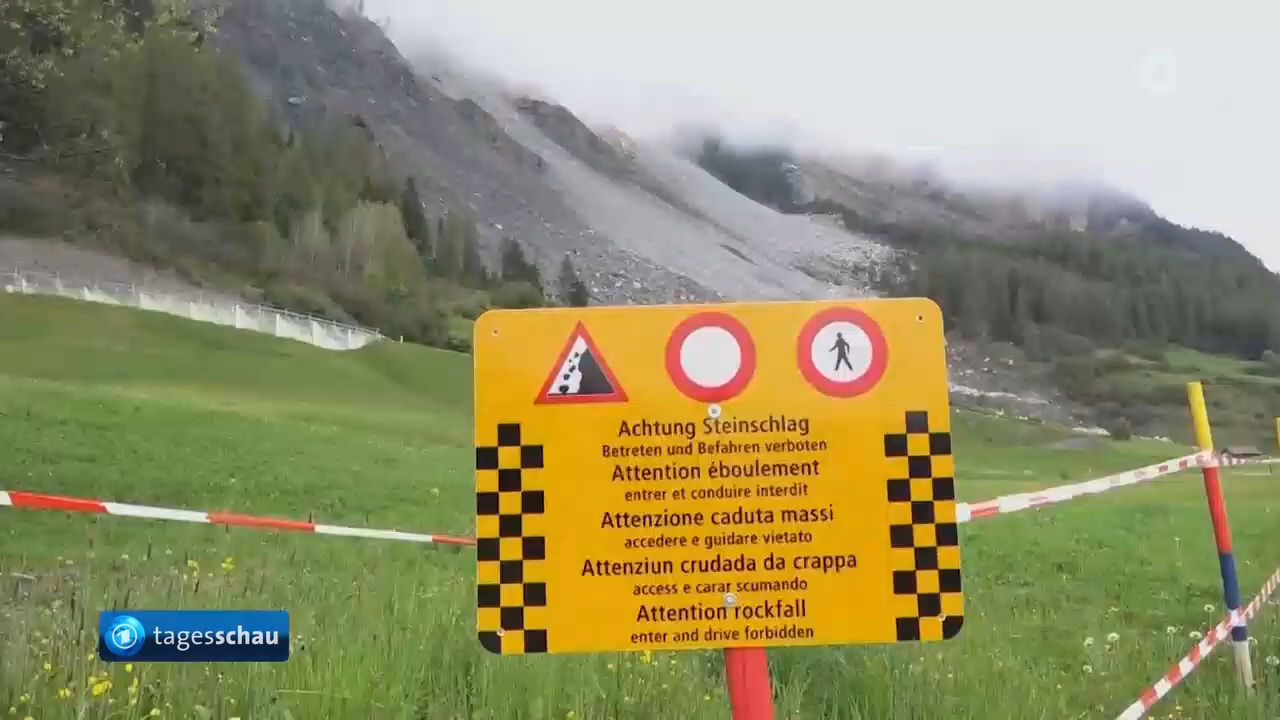 Achtung Steinschlag
Betreten und Befahren verboten
Attention éboulement
entrer et conduire interdit
Attenzione caduta massi
accedere e guidare vietato
Attenziun crudada da crappa
access e carar scumando
Attention rockfall
enter and drive forbidden
tagesschau